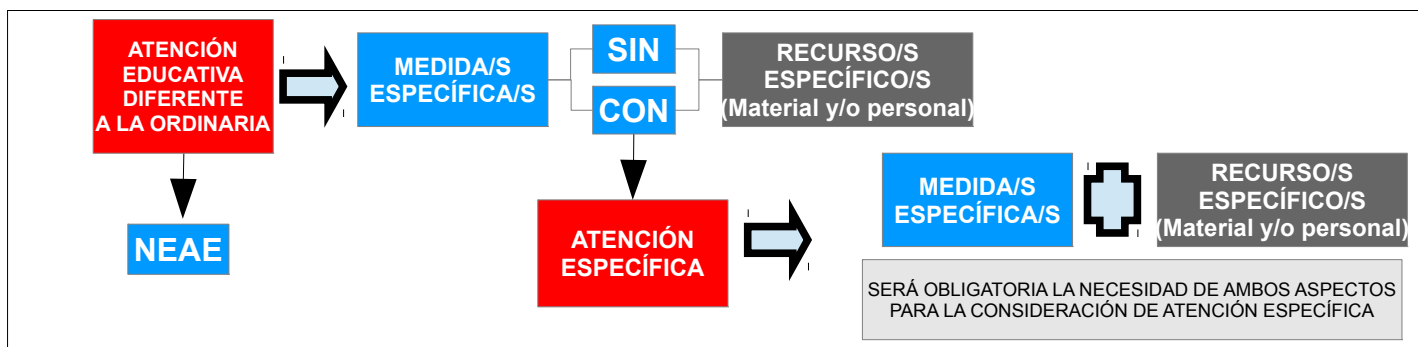 ATENCIÓN
EDUCATIVA
DIFERENTE
A LA ORDINARIA
MEDIDA/S
ESPECÍFICA/S
SIN
CON
RECURSO/S
ESPECÍFICO/S
(Material y/o personal)
NEAE
ATENCIÓN
ESPECÍFICA
MEDIDA/S
ESPECÍFICA/S
RECURSO/S
ESPECÍFICO/S
(Material y/o personal)
SERÁ OBLIGATORIA LA NECESIDAD DE AMBOS ASPECTOS
PARA LA CONSIDERACIÓN DE ATENCIÓN ESPECÍFICA